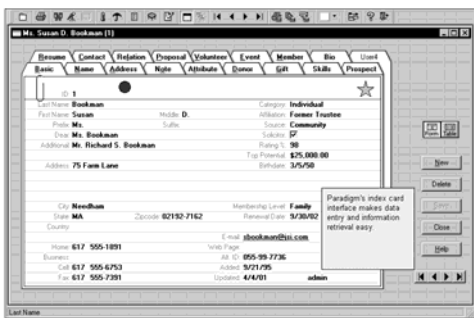 Ms. Susan D. Bookman (1)
Resume Contact Relation Proposal Volunteer Event Member Bio User4
Basic Name Address Note Attribute Donor Gift Skills Prospect
ID 1
Last Name Bookman Category Individual
First Name Susan Middle D. Affiliation Former Trustee
Prefix Ms. Suffix Source Community
Dear Ms. Bookman Solicitor
Additional Mr. Richard S. Bookman Rating % 98
Top Potential $25,000.00
Address 75 Farm Lane Birthdate 3/5/50
Form Table
New
Delete
Save
Close
Help
Paradigm's index card
interface makes data
entry and information
retrieval easy.
City Needham Membership Level Family
State MA Zipcode 02192-7162 Renewal Date 9/30/02
Country
E-mail sbookman@jsi.com
Home 617 555-1891 Web Page
Business Alt ID 055-99-7736
Cell 617 555-6753 Added 9/21/95
Fax 617 555-7391 Updated 4/4/01 admin
Last Name